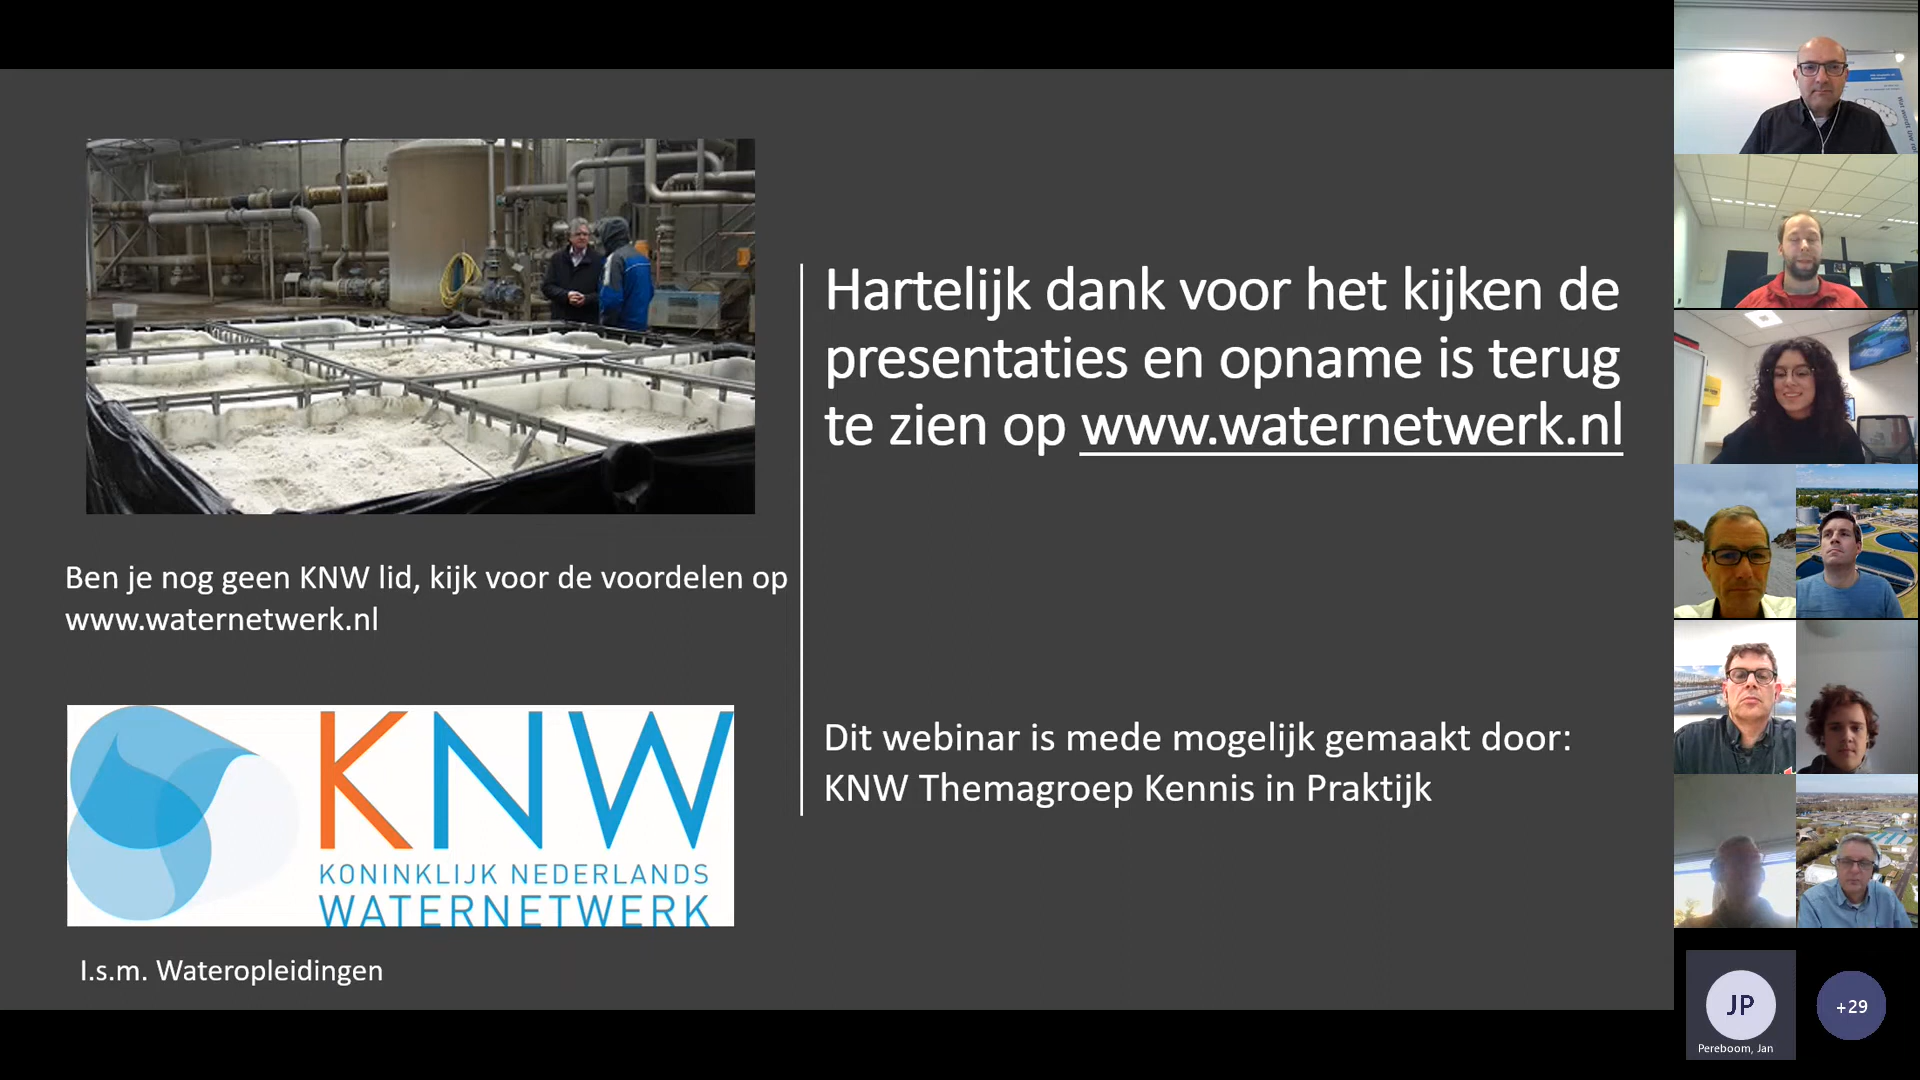 Hartelijk dank voor het kijken de
presentaties en opname is terug
te zien op www.waternetwerk.nl
Ben je nog geen KNW lid, kijk voor de voordelen op
www.waternetwerk.nl
KNW
KONINKLIJK NEDERLANDS
WATERNETWERK
I.s.m. Wateropleidingen
Dit webinar is mede mogelijk gemaakt door:
KNW Themagroep Kennis in Praktijk
JP
Pereboom, Jan
+29